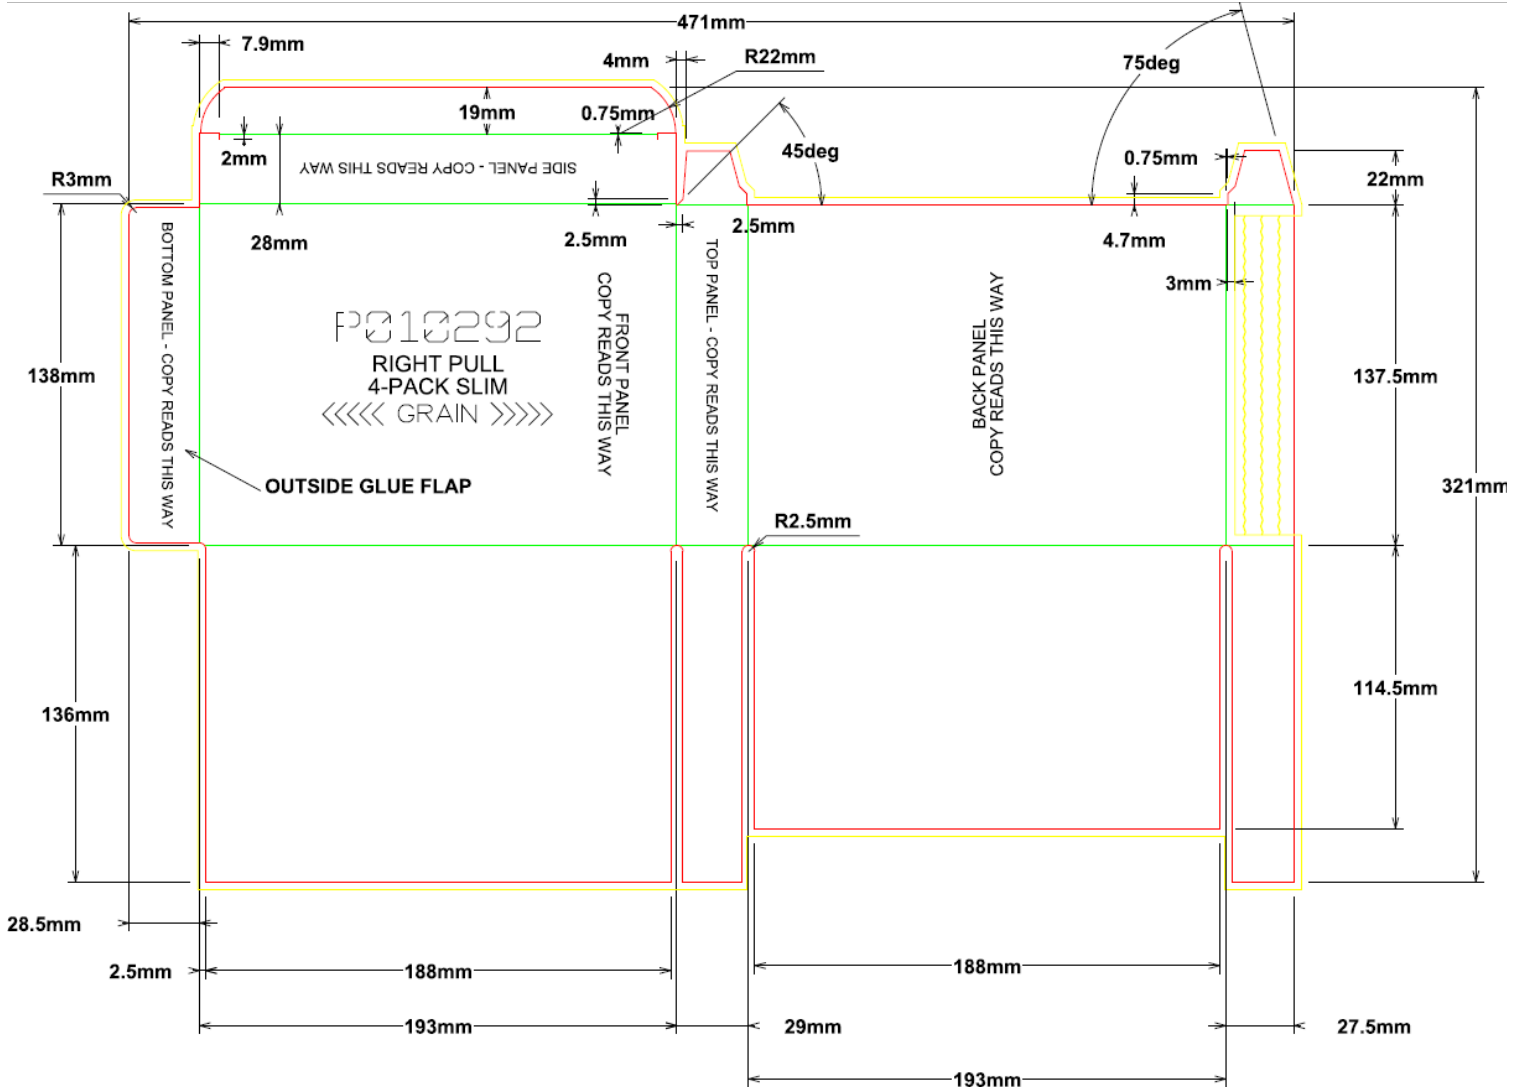 471mm
7.9mm
4mm
R22mm
75deg
19mm
0.75mm
2mm
SIDE PANEL - COPY READS THIS WAY
45deg
0.75mm
R3mm
22mm
28mm
2.5mm
2.5mm
4.7mm
3mm
BOTTOM PANEL - COPY READS THIS WAY
P010292
RIGHT PULL
4-PACK SLIM
<<<<< GRAIN >>>>>
FRONT PANEL
COPY READS THIS WAY
TOP PANEL - COPY READS THIS WAY
BACK PANEL
COPY READS THIS WAY
138mm
137.5mm
OUTSIDE GLUE FLAP
321mm
R2.5mm
136mm
114.5mm
28.5mm
2.5mm
188mm
188mm
193mm
29mm
27.5mm
193mm